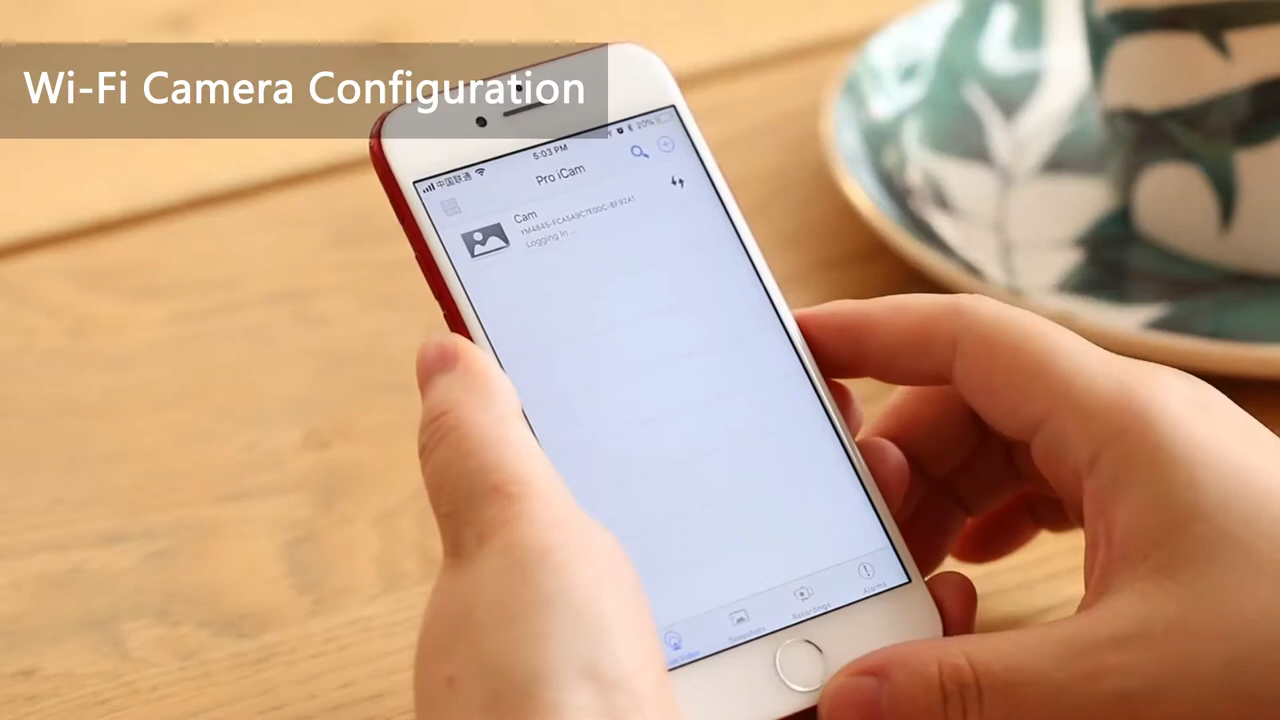 Wi-Fi Camera Configuration
中国联通
5:03 PM
20%
Pro iCam
Cam
Logging In...
Snapshots
Recordings
Alarms